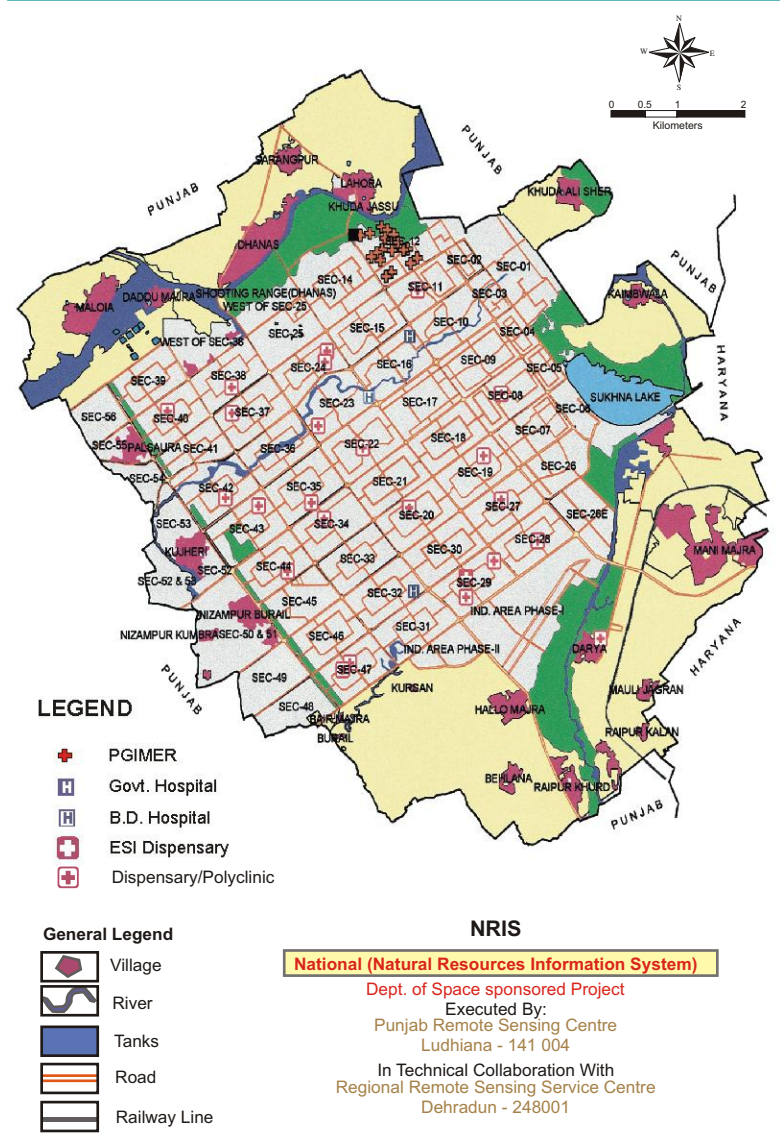 N
W
E
S
0 0.5 1 2
Kilometers
PUNJAB
PUNJAB
SARANGPUR
LAHORA
KHUDA JASSU
KHUDA ALI SHER
DHANAS
SEC-12
SEC-02
SEC-01
PUNJAB
SEC-14
SEC-11
SEC-03
MALOIA
DADDU MAJRA
SHOOTING RANGE(DHANAS)
WEST OF SEC-25
KAIMBWALA
SEC-25
SEC-15
SEC-10
SEC-04
WEST OF SEC-38
HARYANA
SEC-39
SEC-38
SEC-24
SEC-16
SEC-09
SEC-05
SUKHNA LAKE
SEC-56
SEC-40
SEC-37
SEC-23
SEC-17
SEC-08
SEC-06
SEC-55
PALSAURA
SEC-41
SEC-36
SEC-22
SEC-18
SEC-07
SEC-54
SEC-42
SEC-35
SEC-21
SEC-19
SEC-26
SEC-53
SEC-43
SEC-34
SEC-20
SEC-27
SEC-26E
KUJHERI
SEC-52
SEC-44
SEC-33
SEC-30
SEC-28
MANI MAJRA
SEC-52 & 53
SEC-45
SEC-32
SEC-29
IND. AREA PHASE-I
NIZAMPUR BURAIL
NIZAMPUR KUMBRA
SEC-50 & 51
SEC-46
SEC-31
IND. AREA PHASE-II
DARYA
HARYANA
PUNJAB
SEC-49
SEC-47
KURSAN
MAULI JAGRAN
SEC-48
HALLO MAJRA
BAIR MAJRA
BURAIL
RAIPUR KALAN
BEHLANA
RAIPUR KHURD
PUNJAB
LEGEND
PGIMER
H Govt. Hospital
H B.D. Hospital
ESI Dispensary
Dispensary/Polyclinic
General Legend
Village
River
Tanks
Road
Railway Line
NRIS
National (Natural Resources Information System)
Dept. of Space sponsored Project
Executed By:
Punjab Remote Sensing Centre
Ludhiana - 141 004
In Technical Collaboration With
Regional Remote Sensing Service Centre
Dehradun - 248001